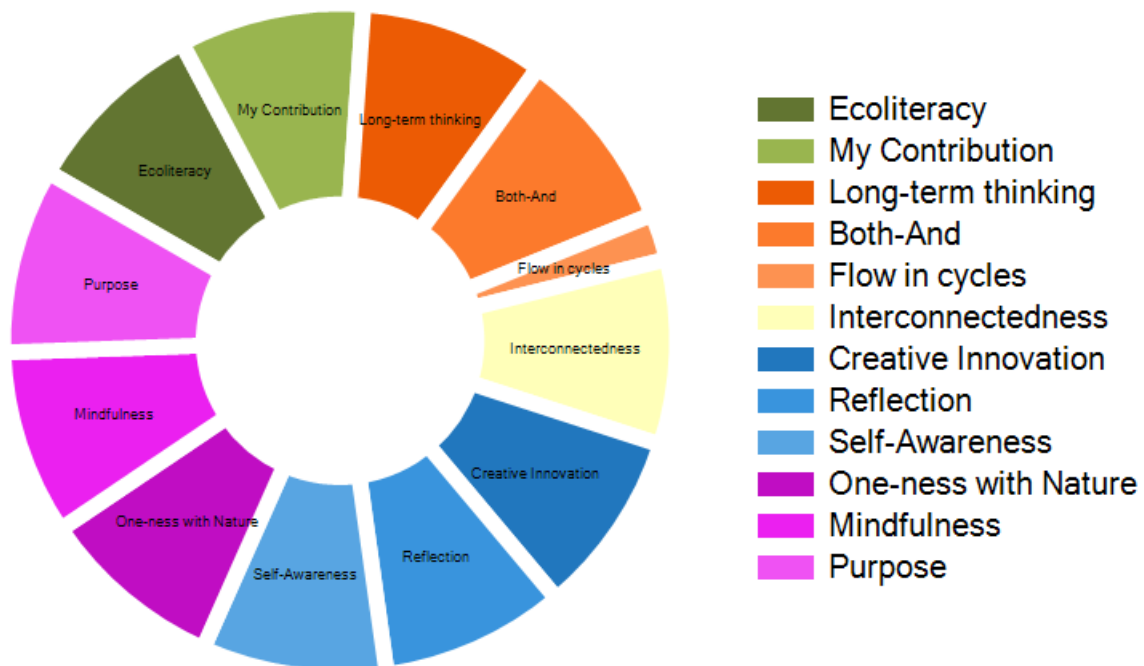 My Contribution
Long-term thinking
Ecoliteracy
Both-And
Flow in cycles
Purpose
Interconnectedness
Mindfulness
Creative Innovation
One-ness with Nature
Reflection
Self-Awareness
Ecoliteracy
My Contribution
Long-term thinking
Both-And
Flow in cycles
Interconnectedness
Creative Innovation
Reflection
Self-Awareness
One-ness with Nature
Mindfulness
Purpose